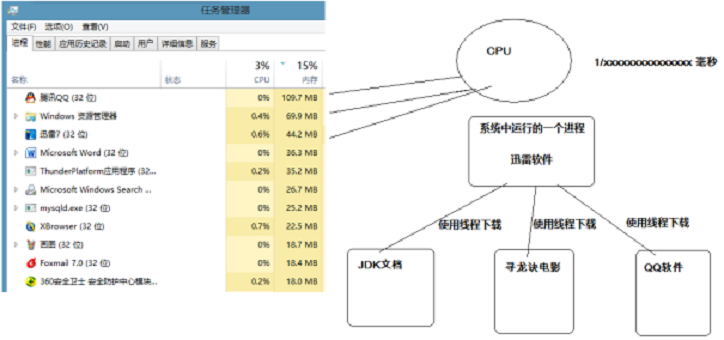 任务管理器
文件(F) 选项(O) 查看(V)
进程 性能 应用历史记录 启动 用户 详细信息 服务
3% 15%
名称 状态 CPU 内存
腾讯QQ (32 位) 0% 109.7 MB
Windows 资源管理器 0.4% 69.9 MB
迅雷7 (32 位) 0.6% 44.2 MB
Microsoft Word (32 位) 0% 36.3 MB
ThunderPlatform应用程序 (32... 0.2% 35.2 MB
Microsoft Windows Search ... 0% 26.7 MB
mysqld.exe (32 位) 0% 25.2 MB
XBrowser (32 位) 0.7% 22.5 MB
画图 (32 位) 0% 18.7 MB
Foxmail 7.0 (32 位) 0% 18.4 MB
360安全卫士 安全防护中心模块... 0.2% 18.0 MB
CPU
1/xxxxxxxxxxxxxxxx 毫秒
系统中运行的一个进程
迅雷软件
使用线程下载 使用线程下载 使用线程下载
JDK文档 寻龙诀电影 QQ软件